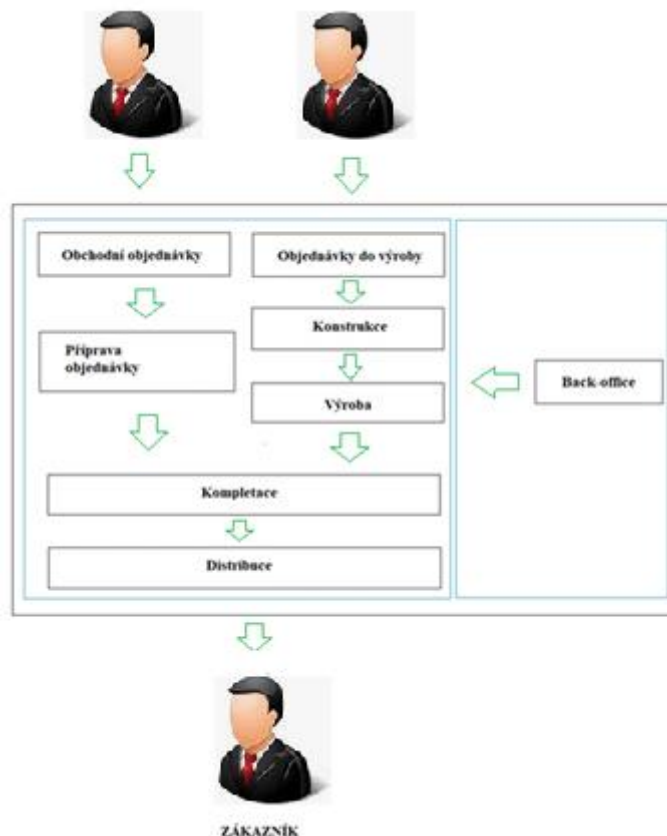 Obchodní objednávky
Objednávky do výroby
Konstrukce
Příprava
objednávky
Back-office
Výroba
Kompletace
Distribuce
ZÁKAZNÍK